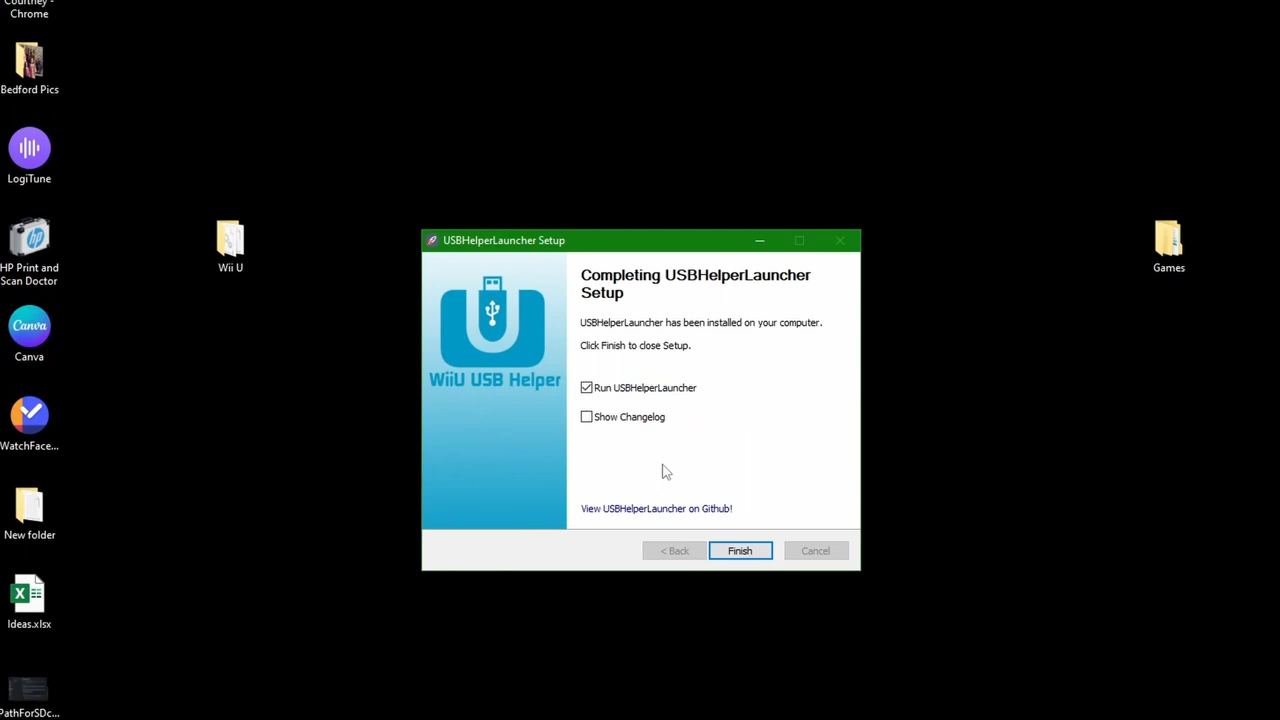 Courtney -
Chrome
Bedford Pics
LogiTune
HP Print and
Scan Doctor
Canva
Canva
WatchFace...
New folder
Ideas.xlsx
PathForSDc...
Wii U
Games
USBHelperLauncher Setup
WiiU USB Helper
Completing USBHelperLauncher
Setup
USBHelperLauncher has been installed on your computer.
Click Finish to close Setup.
Run USBHelperLauncher
Show Changelog
View USBHelperLauncher on Github!
< Back
Finish
Cancel